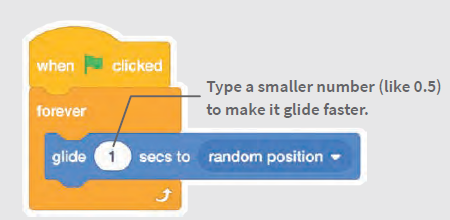 when clicked
Type a smaller number (like 0.5)
to make it glide faster.
forever
glide 1 secs to random position